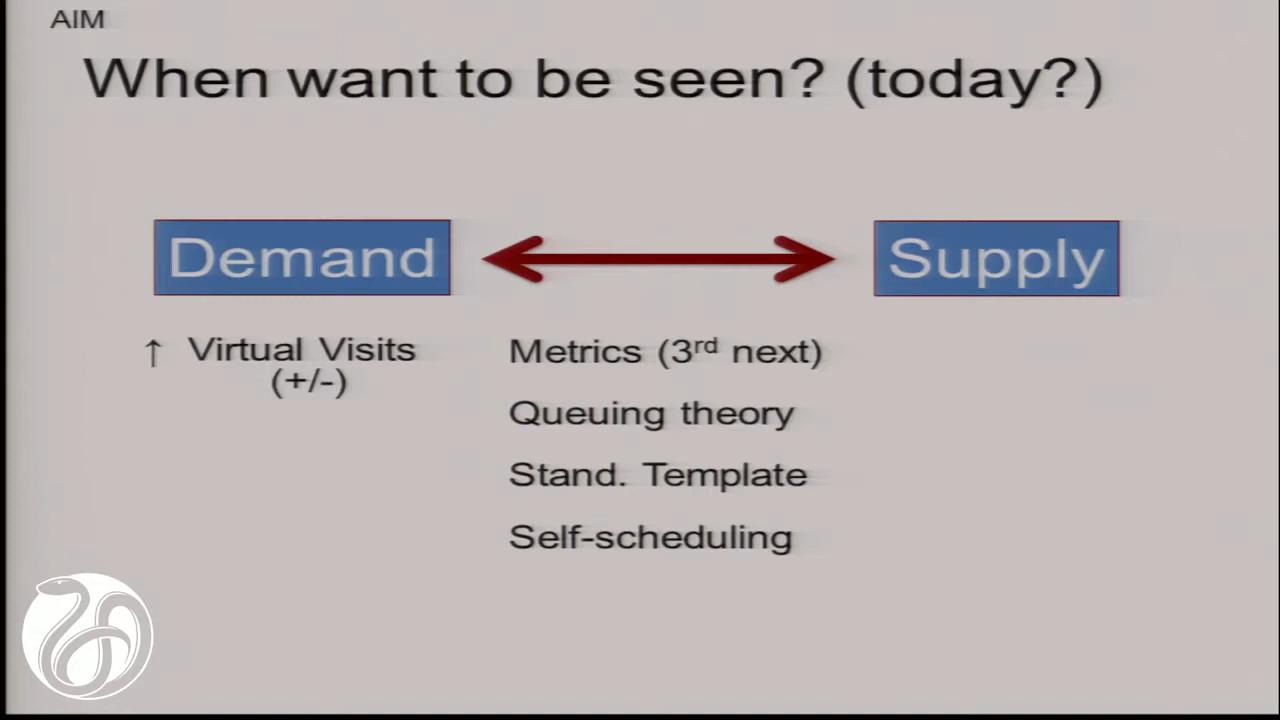 AIM
When want to be seen? (today?)
Demand
Supply
↑ Virtual Visits
(+/-)
Metrics (3rd next)
Queuing theory
Stand. Template
Self-scheduling